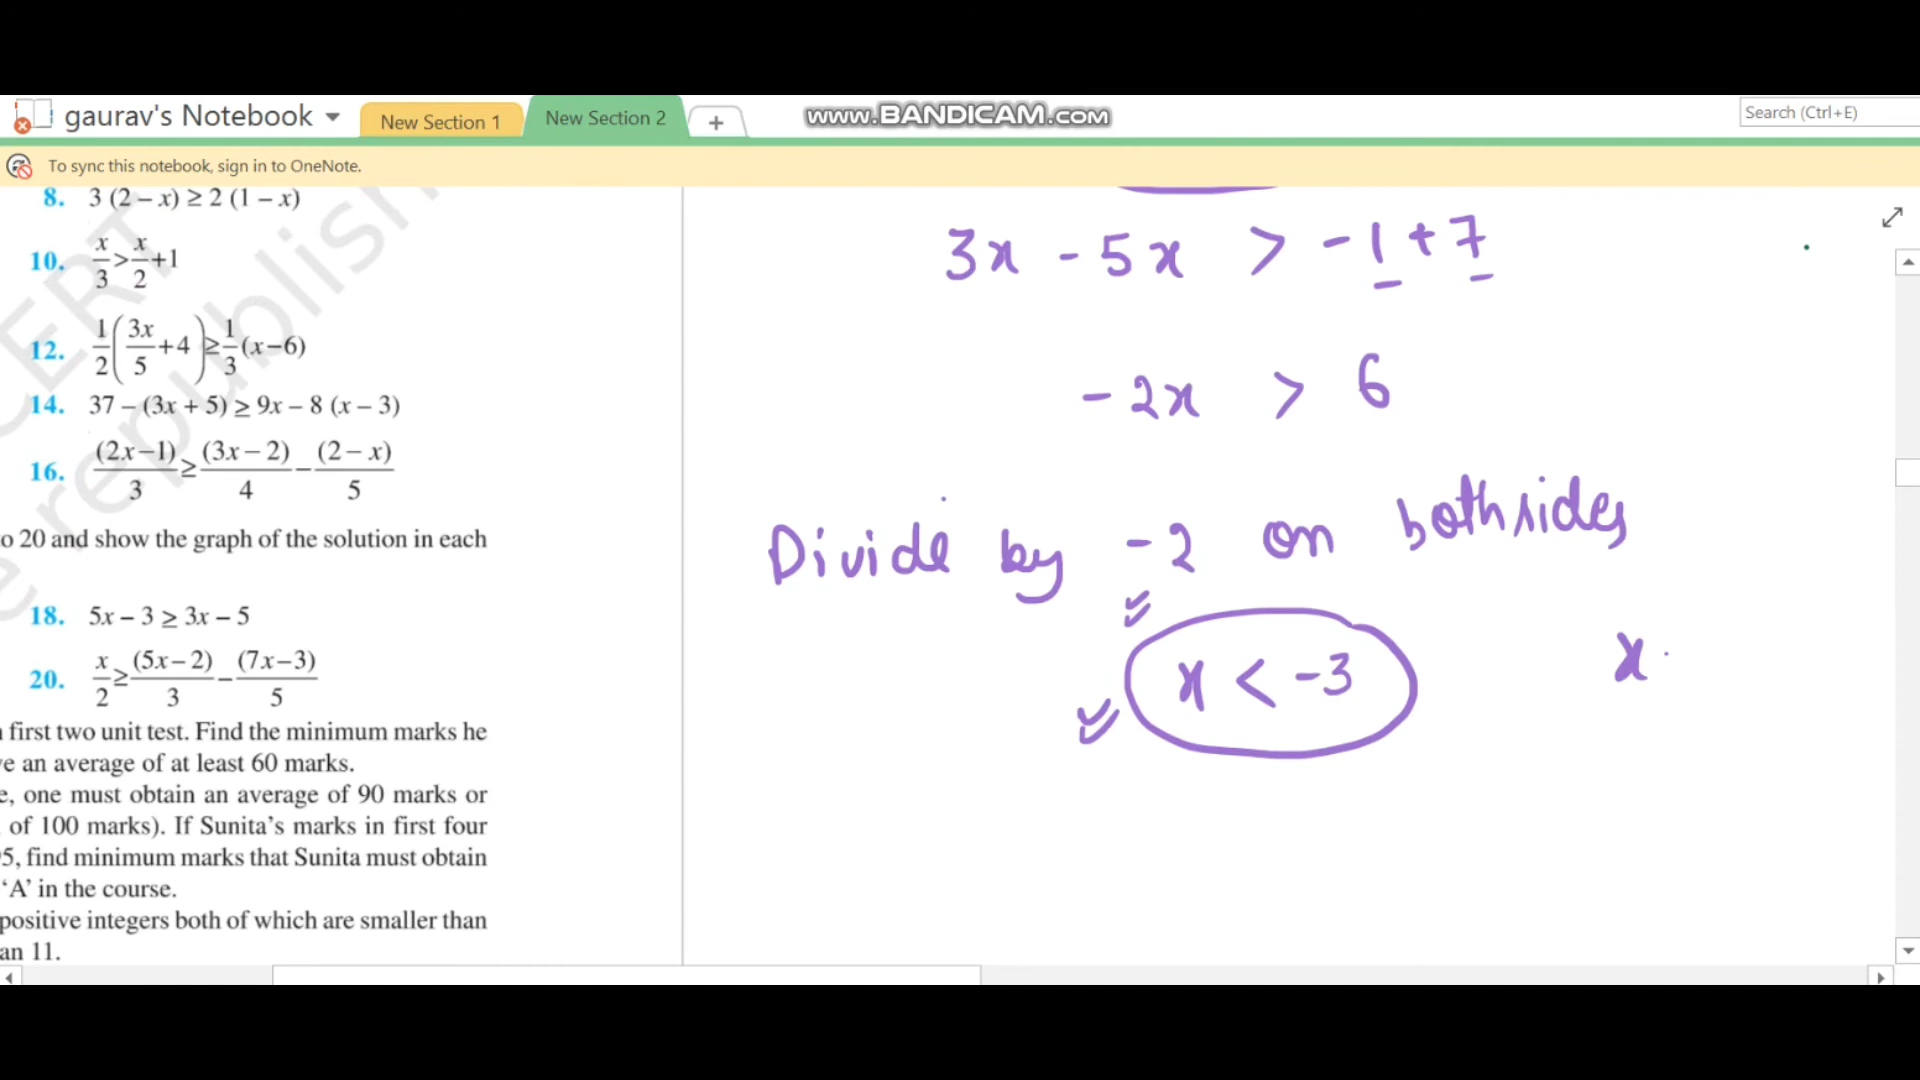 gaurav's Notebook
New Section 1
New Section 2
+
www.BANDICAM.com
Search (Ctrl+E)
To sync this notebook, sign in to OneNote.
8. 3 (2 – x) ≥ 2 (1 – x)
10. x/3 > x/2 + 1
12. 1/2 (3x/5 + 4) ≥ 1/3 (x – 6)
14. 37 – (3x + 5) ≥ 9x – 8 (x – 3)
16. (2x – 1)/3 ≥ (3x – 2)/4 – (2 – x)/5
o 20 and show the graph of the solution in each
18. 5x – 3 ≥ 3x – 5
20. x/2 ≥ (5x – 2)/3 – (7x – 3)/5
first two unit test. Find the minimum marks he
e an average of at least 60 marks.
e, one must obtain an average of 90 marks or
of 100 marks). If Sunita's marks in first four
5, find minimum marks that Sunita must obtain
'A' in the course.
positive integers both of which are smaller than
an 11.
CERT
e republish
3x - 5x > -1 + 7
-2x > 6
Divide by -2 on both sides
x < -3
x